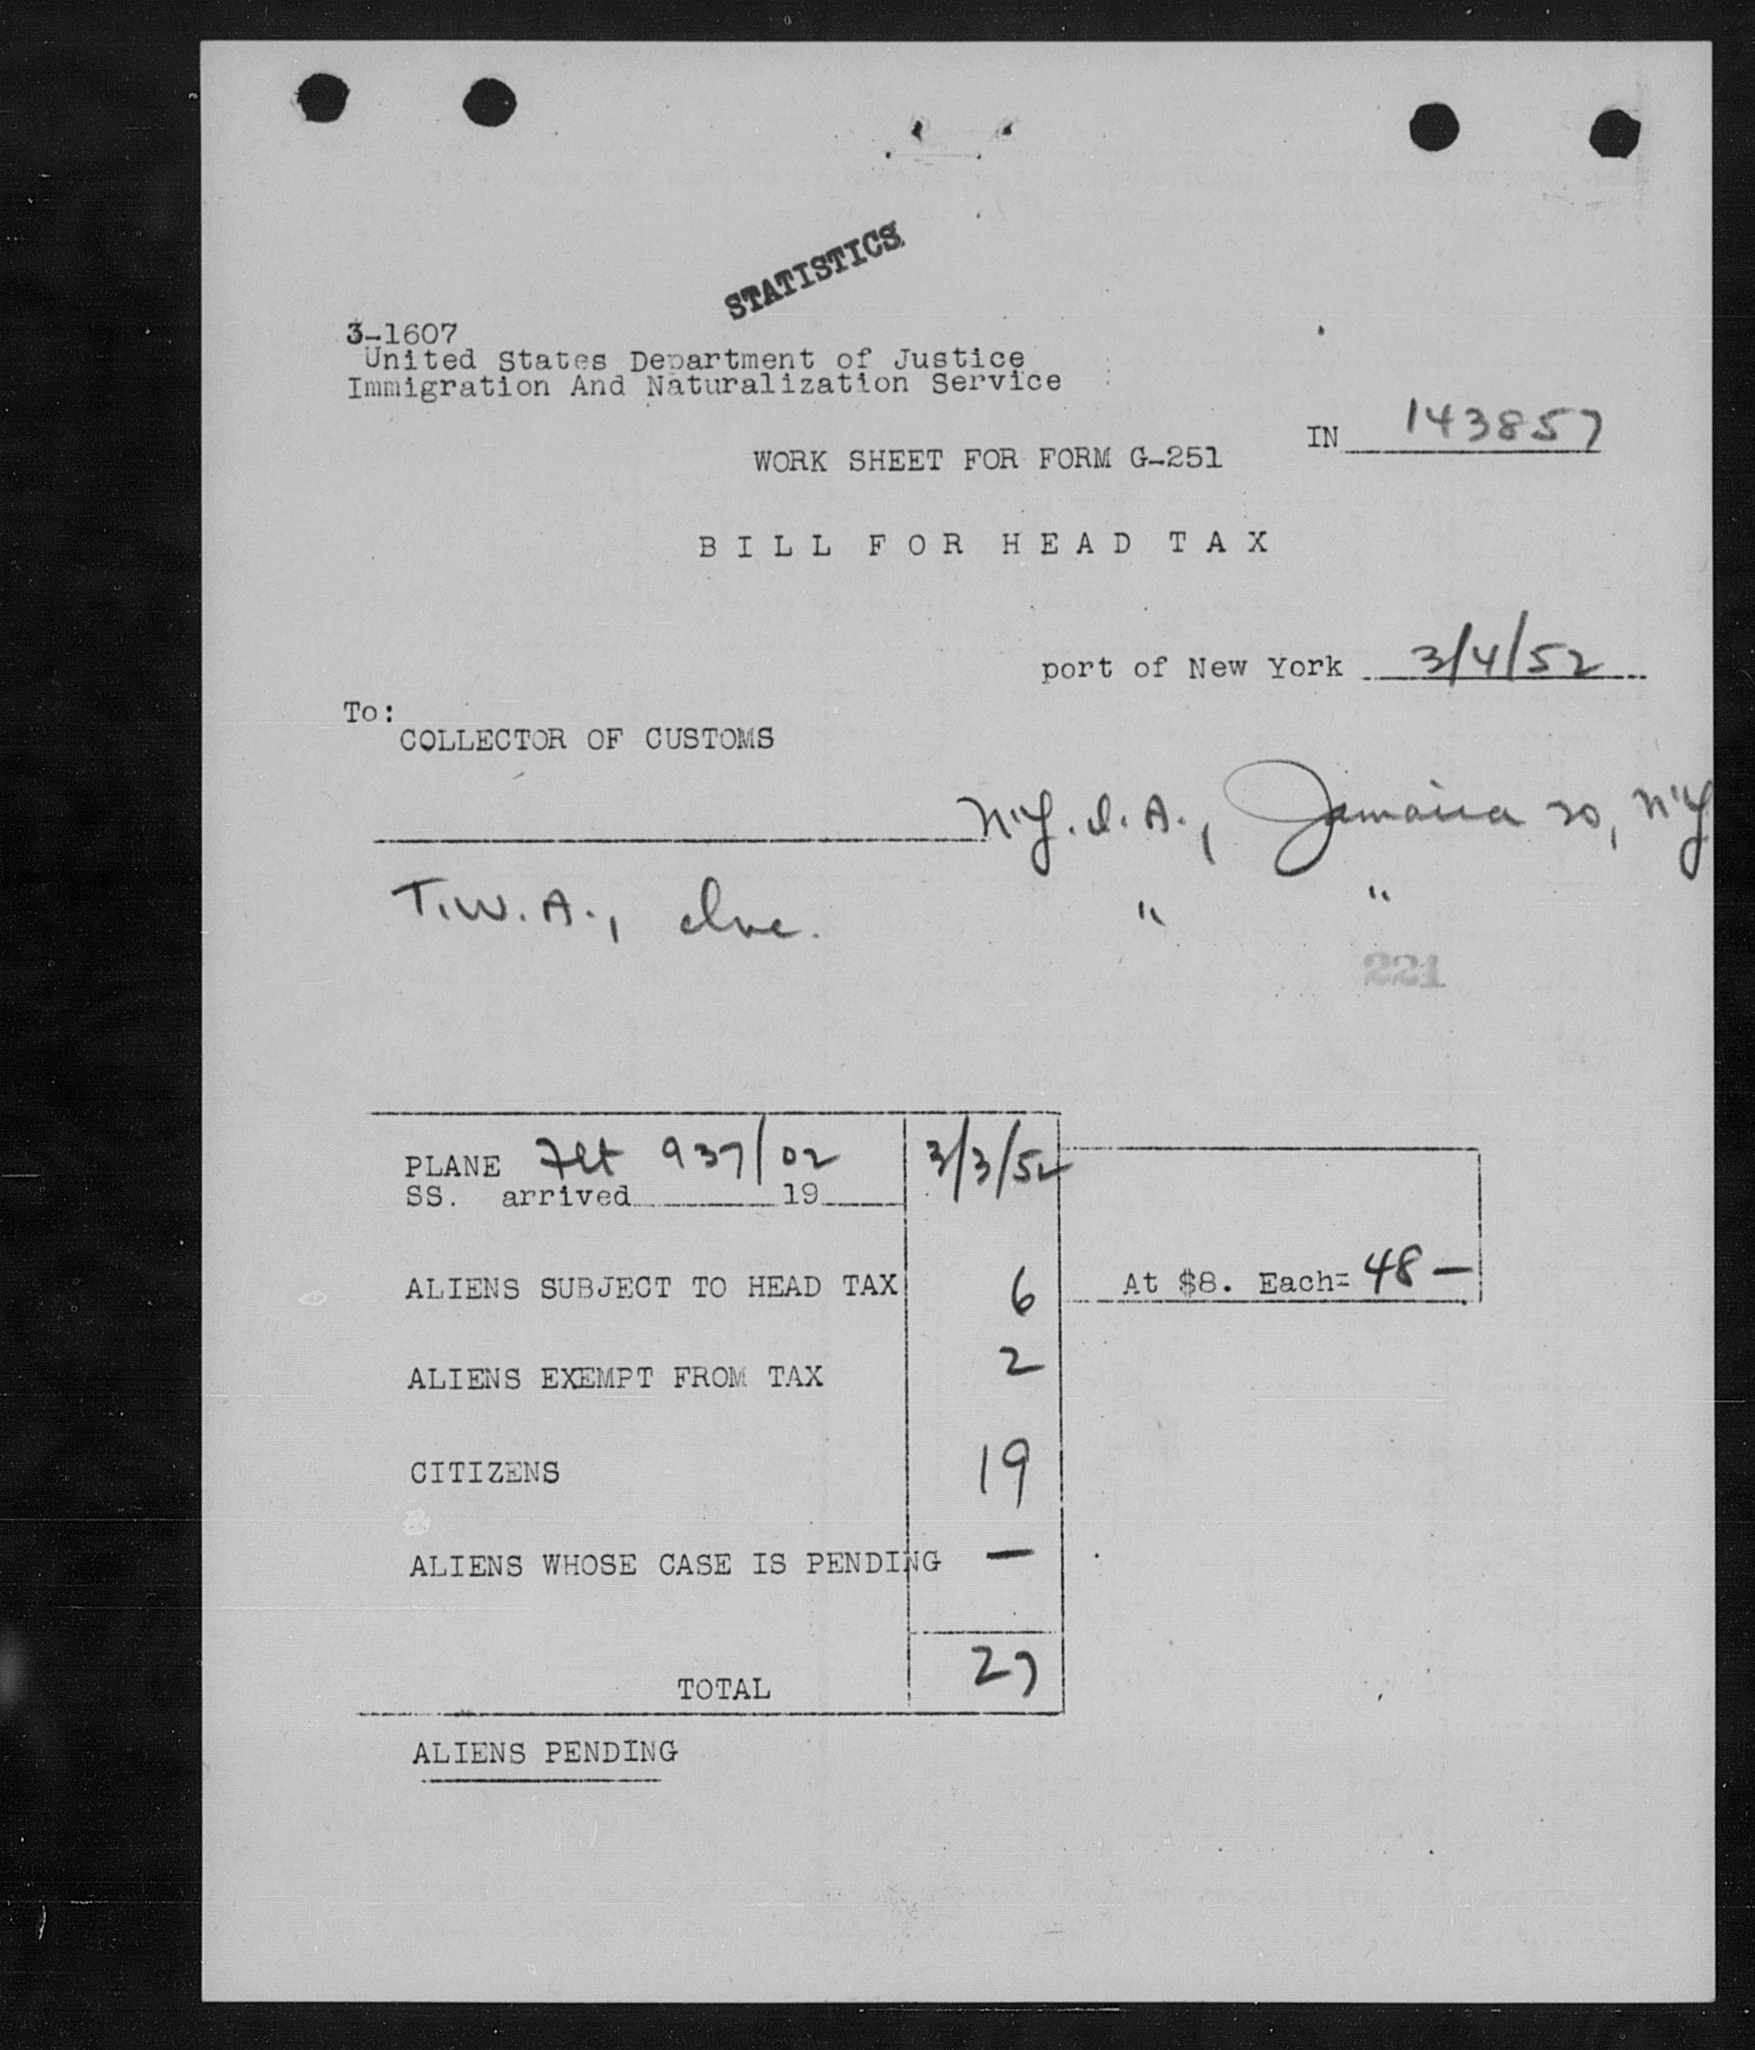 STATISTICS
3-1607
United States Department of Justice
Immigration And Naturalization Service
IN 143857
WORK SHEET FOR FORM G-251
BILL FOR HEAD TAX
port of New York 3/4/52
To:
COLLECTOR OF CUSTOMS
N.Y. I. A., Jamaica 20, N.Y
T.W.A., Inc. " "
221
PLANE Flt 937/02 3/3/52
SS. arrived 19
ALIENS SUBJECT TO HEAD TAX 6 At $8. Each= 48 —
ALIENS EXEMPT FROM TAX 2
CITIZENS 19
ALIENS WHOSE CASE IS PENDING —
TOTAL 27
ALIENS PENDING